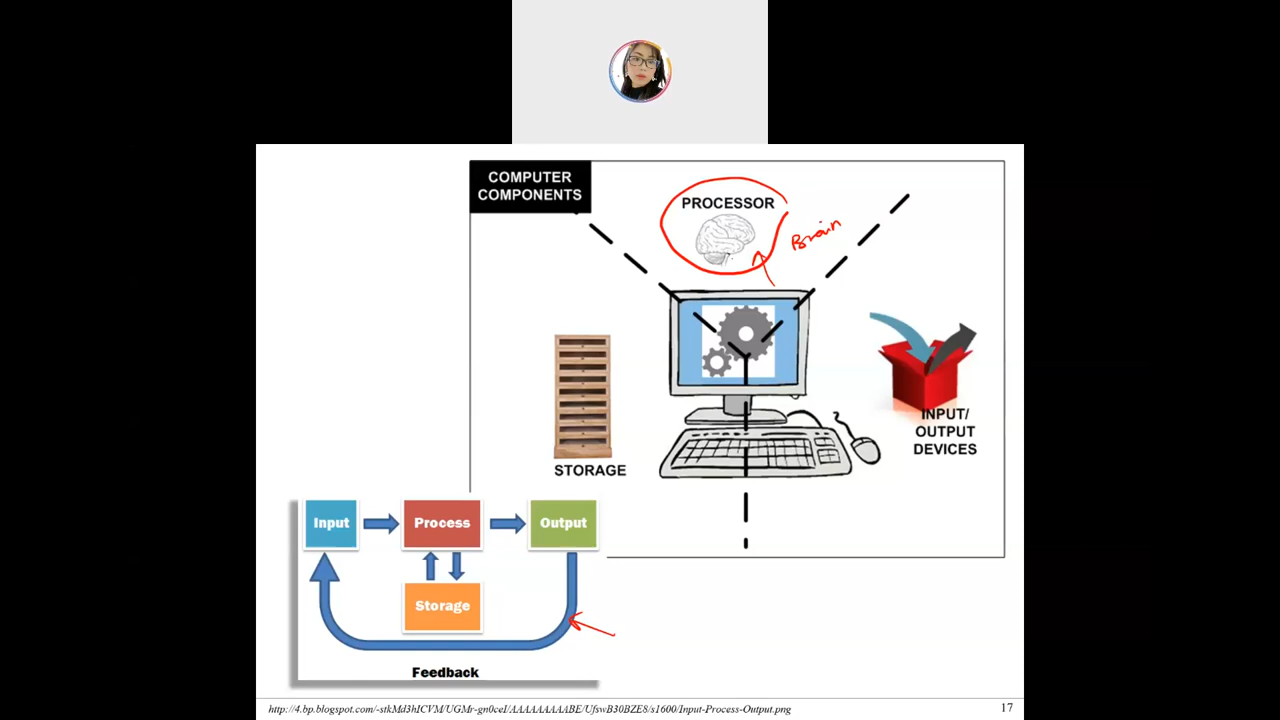 COMPUTER
COMPONENTS
PROCESSOR
Brain
STORAGE
INPUT/
OUTPUT
DEVICES
Input
Process
Output
Storage
Feedback
http://4.bp.blogspot.com/-stkMd3hICVM/UGMr-gn0ceI/AAAAAAAAABE/UfswB30BZE8/s1600/Input-Process-Output.png
17